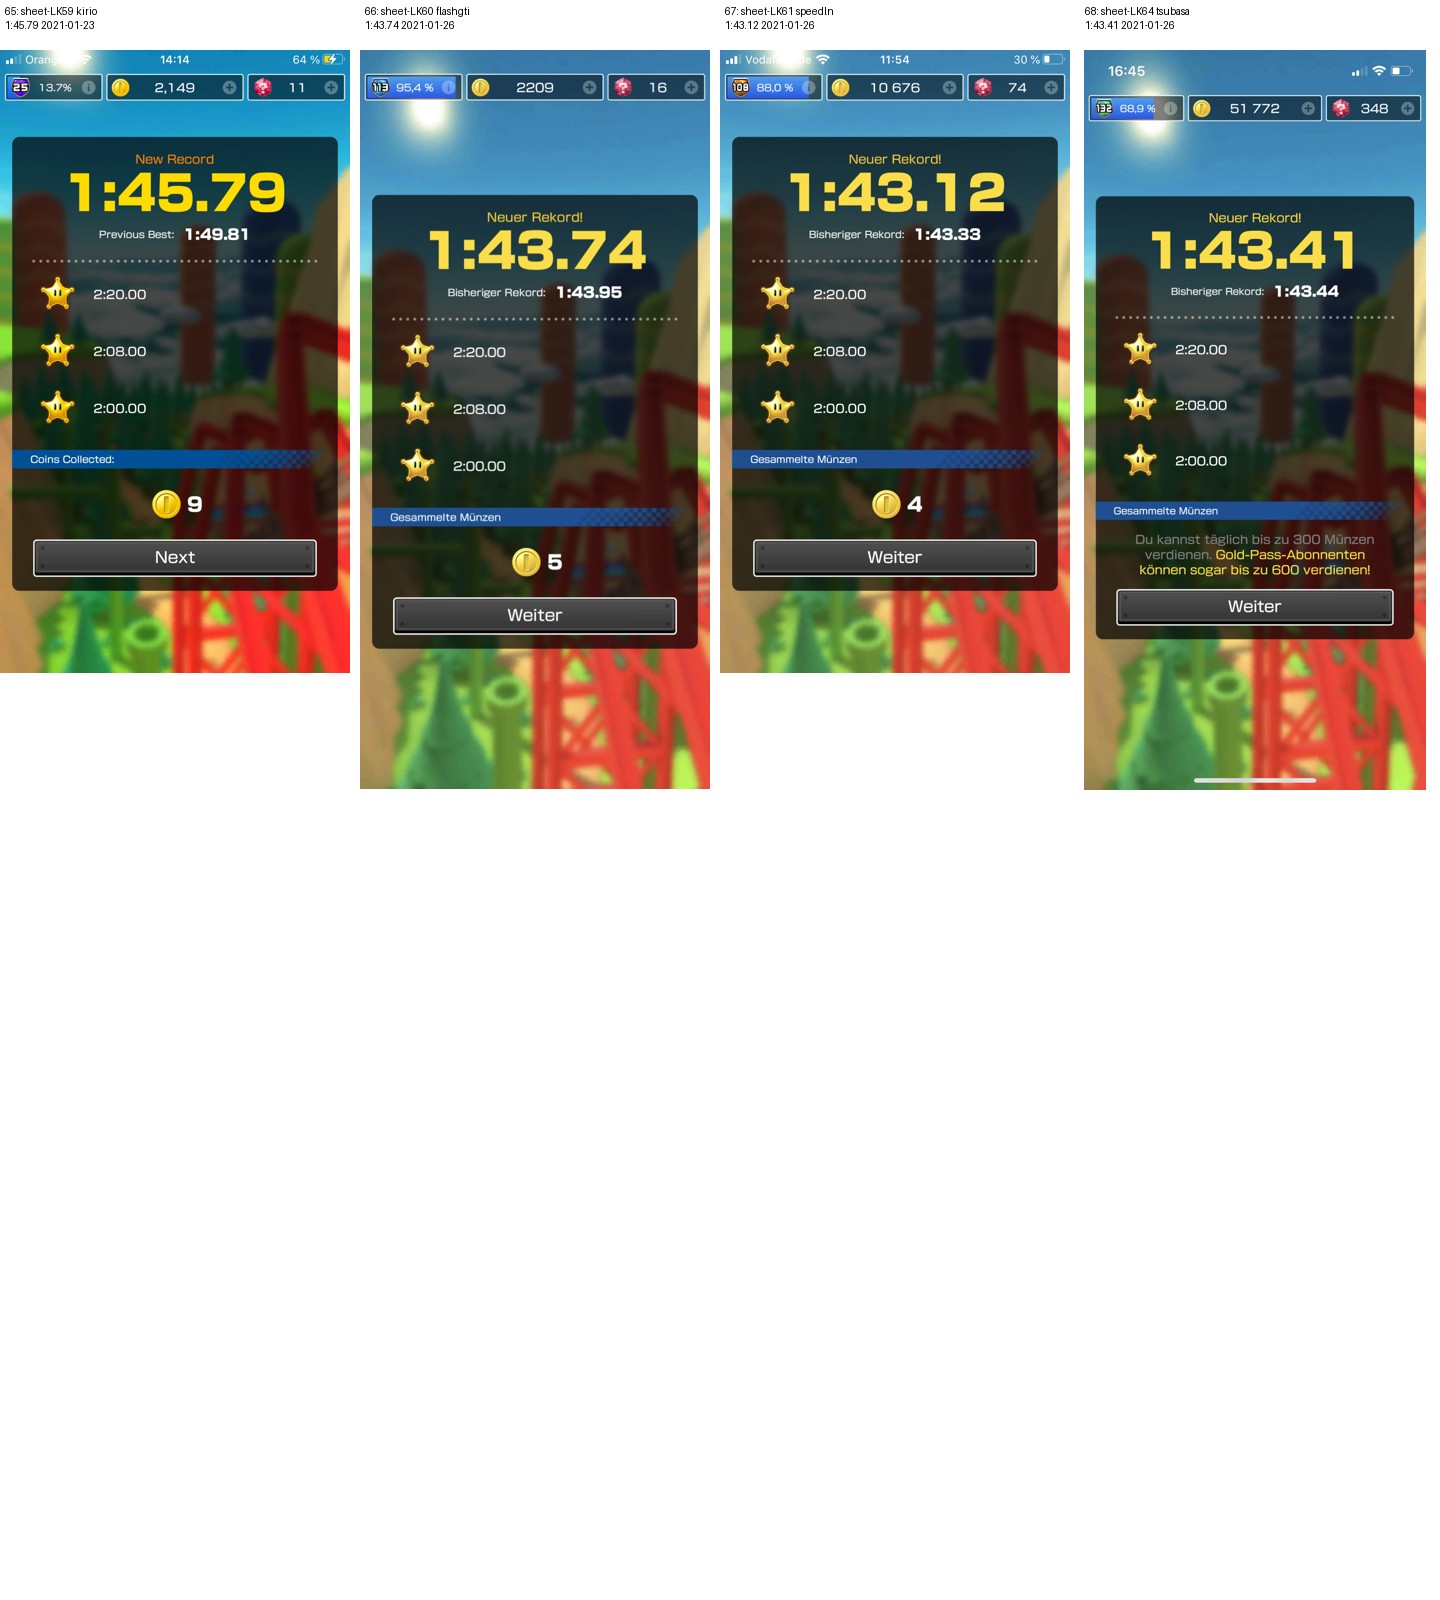 65: sheet-LK59 kirio
1:45.79 2021-01-23
14:14
64 %
25 13.7% i
2,149
11
New Record
1:45.79
Previous Best: 1:49.81
2:20.00
2:08.00
2:00.00
Coins Collected:
9
Next
66: sheet-LK60 flashgti
1:43.74 2021-01-26
113 95,4 % i
2209
16
Neuer Rekord!
1:43.74
Bisheriger Rekord: 1:43.95
2:20.00
2:08.00
2:00.00
Gesammelte Münzen
5
Weiter
67: sheet-LK61 speedln
1:43.12 2021-01-26
11:54
30 %
108 88,0 % i
10 676
74
Neuer Rekord!
1:43.12
Bisheriger Rekord: 1:43.33
2:20.00
2:08.00
2:00.00
Gesammelte Münzen
4
Weiter
68: sheet-LK64 tsubasa
1:43.41 2021-01-26
16:45
132 68,9 % i
51 772
348
Neuer Rekord!
1:43.41
Bisheriger Rekord: 1:43.44
2:20.00
2:08.00
2:00.00
Gesammelte Münzen
Du kannst täglich bis zu 300 Münzen
verdienen. Gold-Pass-Abonnenten
können sogar bis zu 600 verdienen!
Weiter